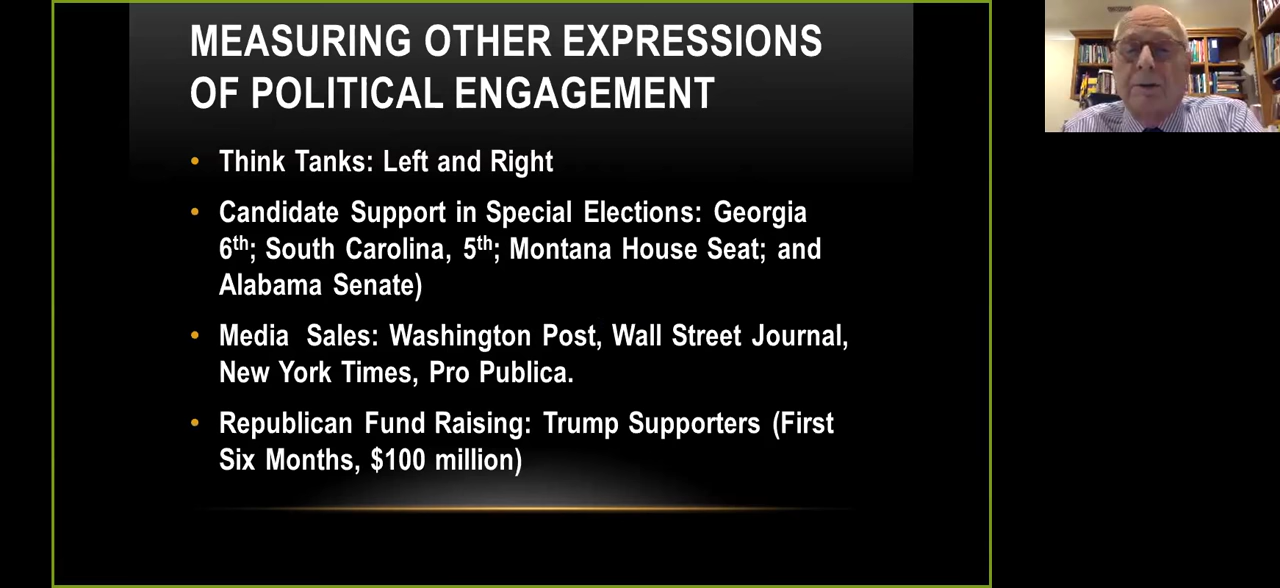 MEASURING OTHER EXPRESSIONS
OF POLITICAL ENGAGEMENT
• Think Tanks: Left and Right
• Candidate Support in Special Elections: Georgia
6th; South Carolina, 5th; Montana House Seat; and
Alabama Senate)
• Media Sales: Washington Post, Wall Street Journal,
New York Times, Pro Publica.
• Republican Fund Raising: Trump Supporters (First
Six Months, $100 million)